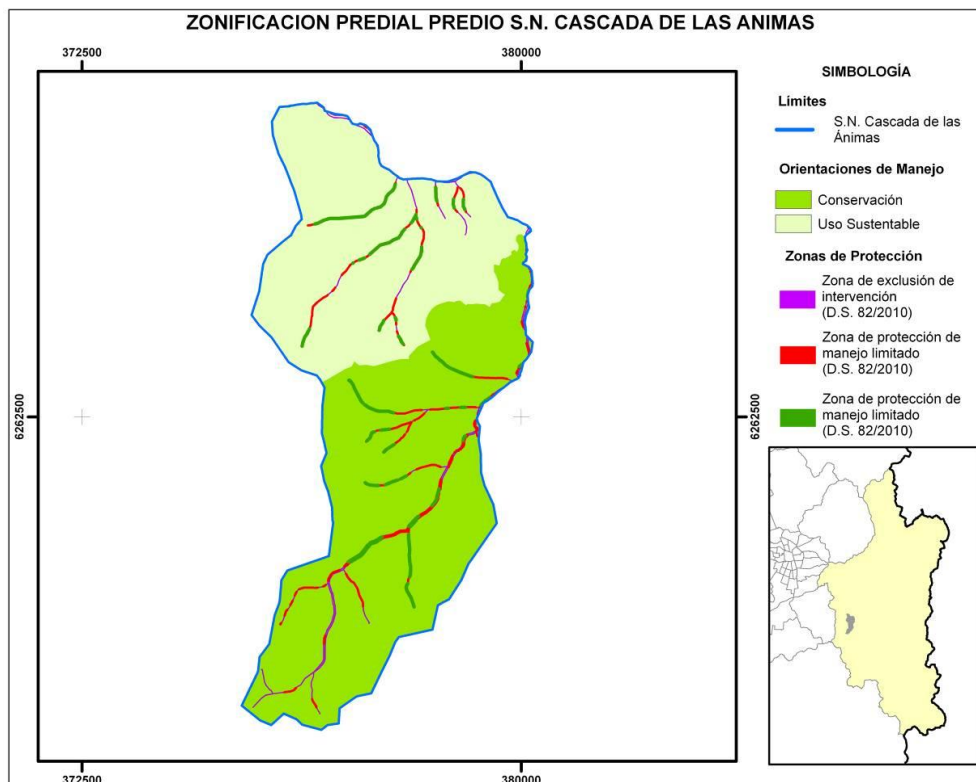 ZONIFICACION PREDIAL PREDIO S.N. CASCADA DE LAS ANIMAS
372500
380000
SIMBOLOGÍA
Limites
S.N. Cascada de las
Ánimas
Orientaciones de Manejo
Conservación
Uso Sustentable
Zonas de Protección
Zona de exclusión de
intervención
(D.S. 82/2010)
Zona de protección de
manejo limitado
(D.S. 82/2010)
Zona de protección de
manejo limitado
(D.S. 82/2010)
6262500
6262500
372500
380000